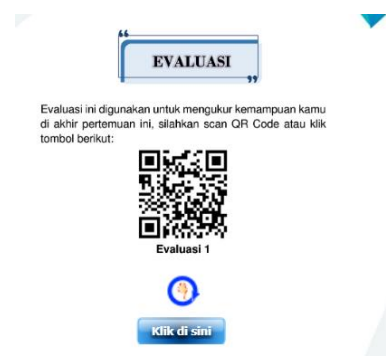 EVALUASI
Evaluasi ini digunakan untuk mengukur kemampuan kamu
di akhir pertemuan ini, silahkan scan QR Code atau klik
tombol berikut:
Evaluasi 1
Klik di sini